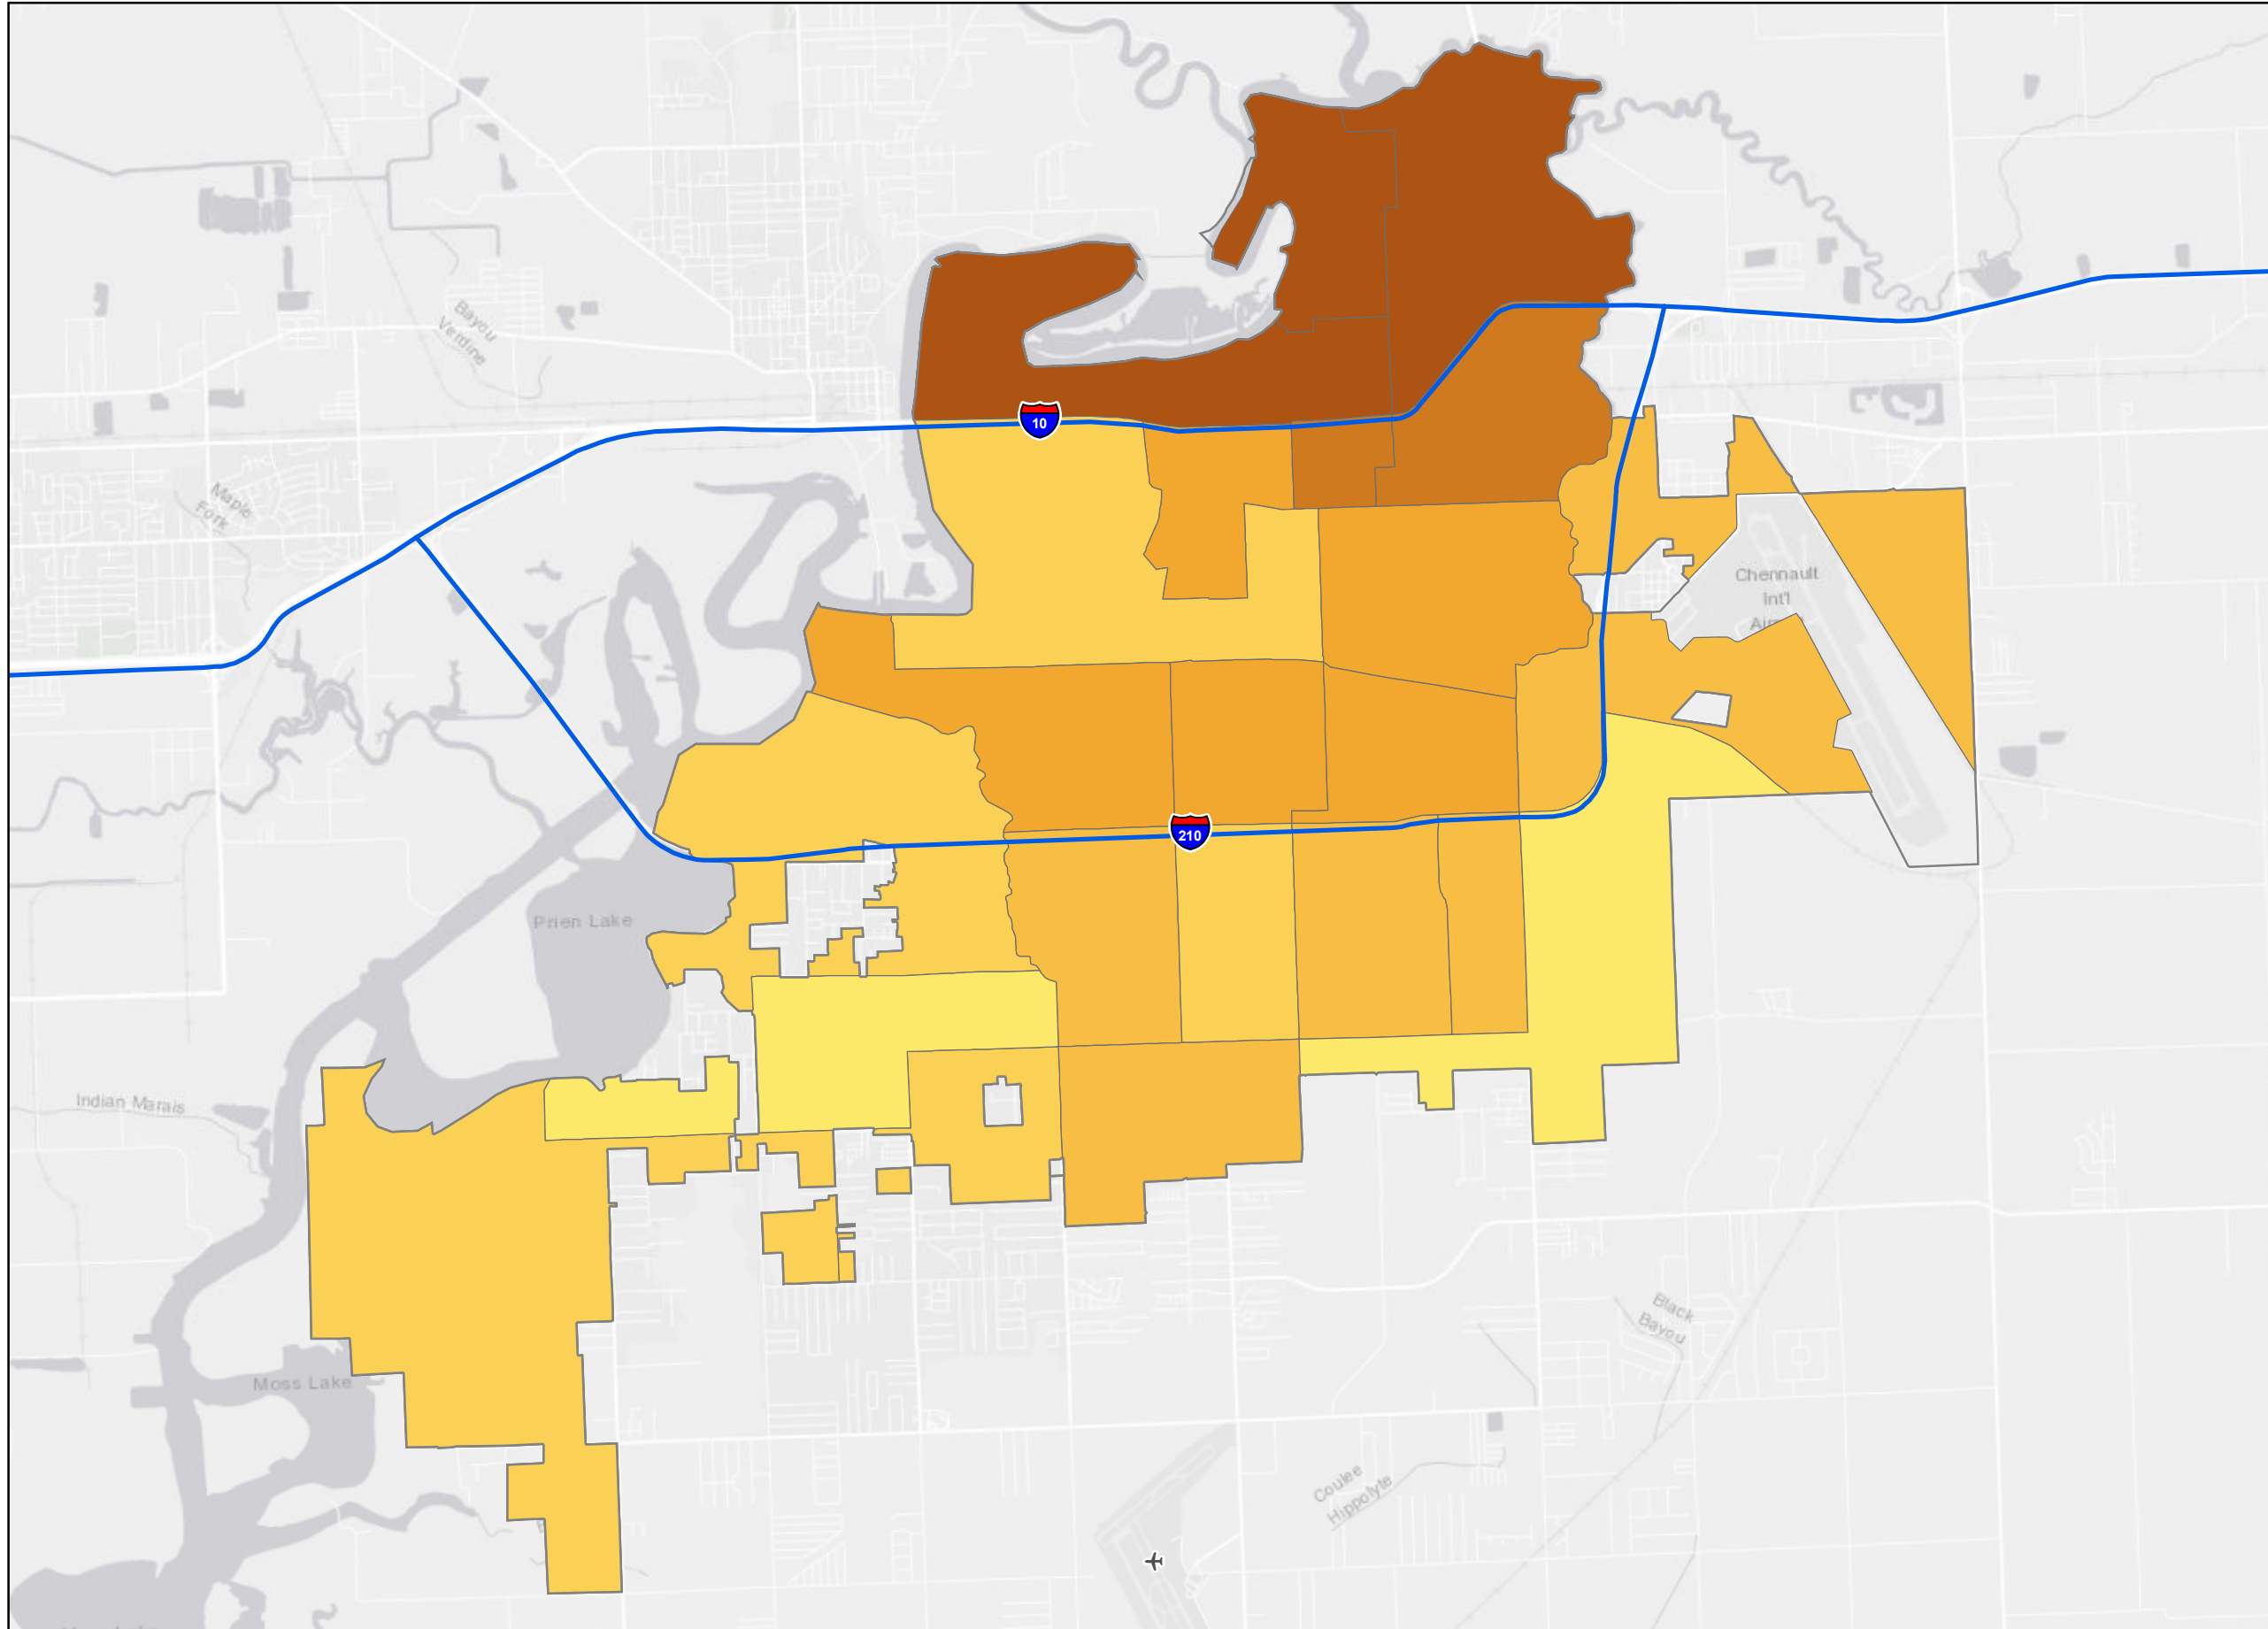 Bayou
Verdine
10
Maple
Fork
Chennault
Int'l
210
Prien Lake
Indian Marais
Black
Bayou
Moss Lake
Coulee
Hippolyte